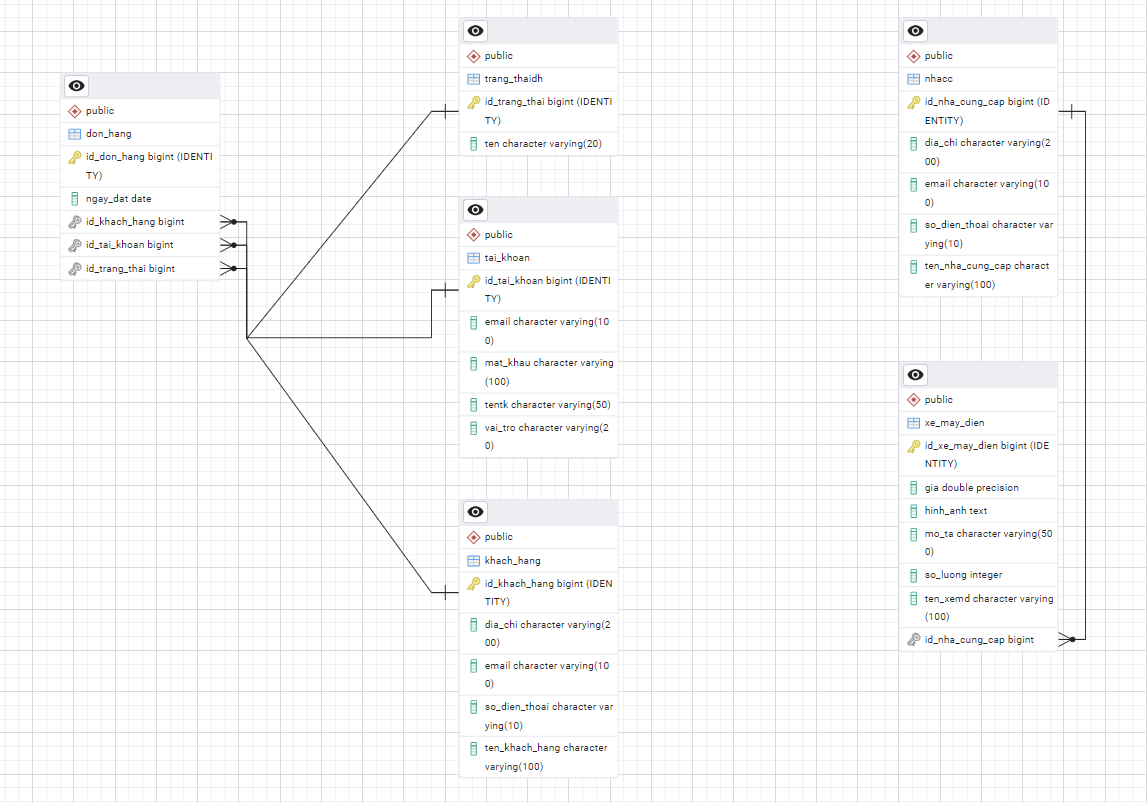 public
don_hang
id_don_hang bigint (IDENTI
TY)
ngay_dat date
id_khach_hang bigint
id_tai_khoan bigint
id_trang_thai bigint
public
trang_thaidh
id_trang_thai bigint (IDENTI
TY)
ten character varying(20)
public
tai_khoan
id_tai_khoan bigint (IDENTI
TY)
email character varying(10
0)
mat_khau character varying
(100)
tentk character varying(50)
vai_tro character varying(2
0)
public
khach_hang
id_khach_hang bigint (IDEN
TITY)
dia_chi character varying(2
00)
email character varying(10
0)
so_dien_thoai character var
ying(10)
ten_khach_hang character
varying(100)
public
nhacc
id_nha_cung_cap bigint (ID
ENTITY)
dia_chi character varying(2
00)
email character varying(10
0)
so_dien_thoai character var
ying(10)
ten_nha_cung_cap charact
er varying(100)
public
xe_may_dien
id_xe_may_dien bigint (IDE
NTITY)
gia double precision
hinh_anh text
mo_ta character varying(50
0)
so_luong integer
ten_xemd character varying
(100)
id_nha_cung_cap bigint